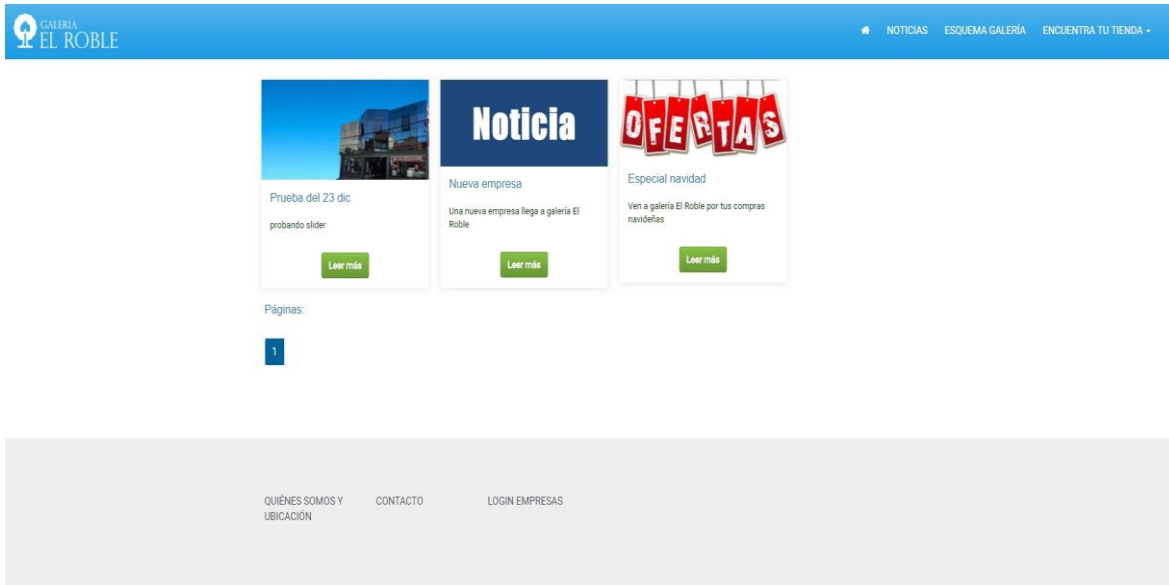 GALERÍA
EL ROBLE
NOTICIAS ESQUEMA GALERÍA ENCUENTRA TU TIENDA
Noticia
OFERTAS
Prueba del 23 dic
probando slider
Leer más
Nueva empresa
Una nueva empresa llega a galería El
Roble
Leer más
Especial navidad
Ven a galería El Roble por tus compras
navideñas
Leer más
Páginas:
1
QUIÉNES SOMOS Y
UBICACIÓN
CONTACTO
LOGIN EMPRESAS